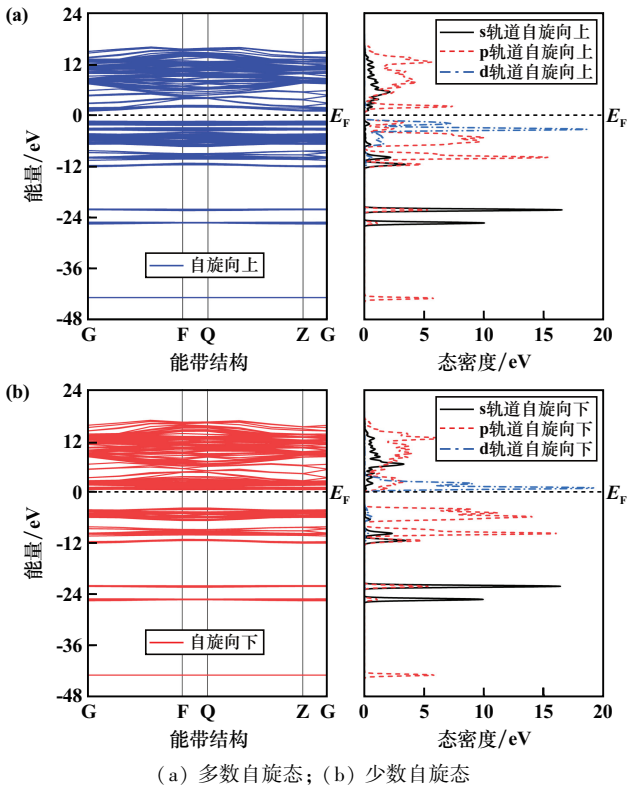 (a)
24
12
0
-12
-24
-36
-48
能量/eV
自旋向上
G F Q Z G
能带结构
E_F
s轨道自旋向上
p轨道自旋向上
d轨道自旋向上
0 5 10 15 20
态密度/eV
(b)
24
12
0
-12
-24
-36
-48
能量/eV
自旋向下
G F Q Z G
能带结构
E_F
s轨道自旋向下
p轨道自旋向下
d轨道自旋向下
0 5 10 15 20
态密度/eV
(a) 多数自旋态; (b) 少数自旋态